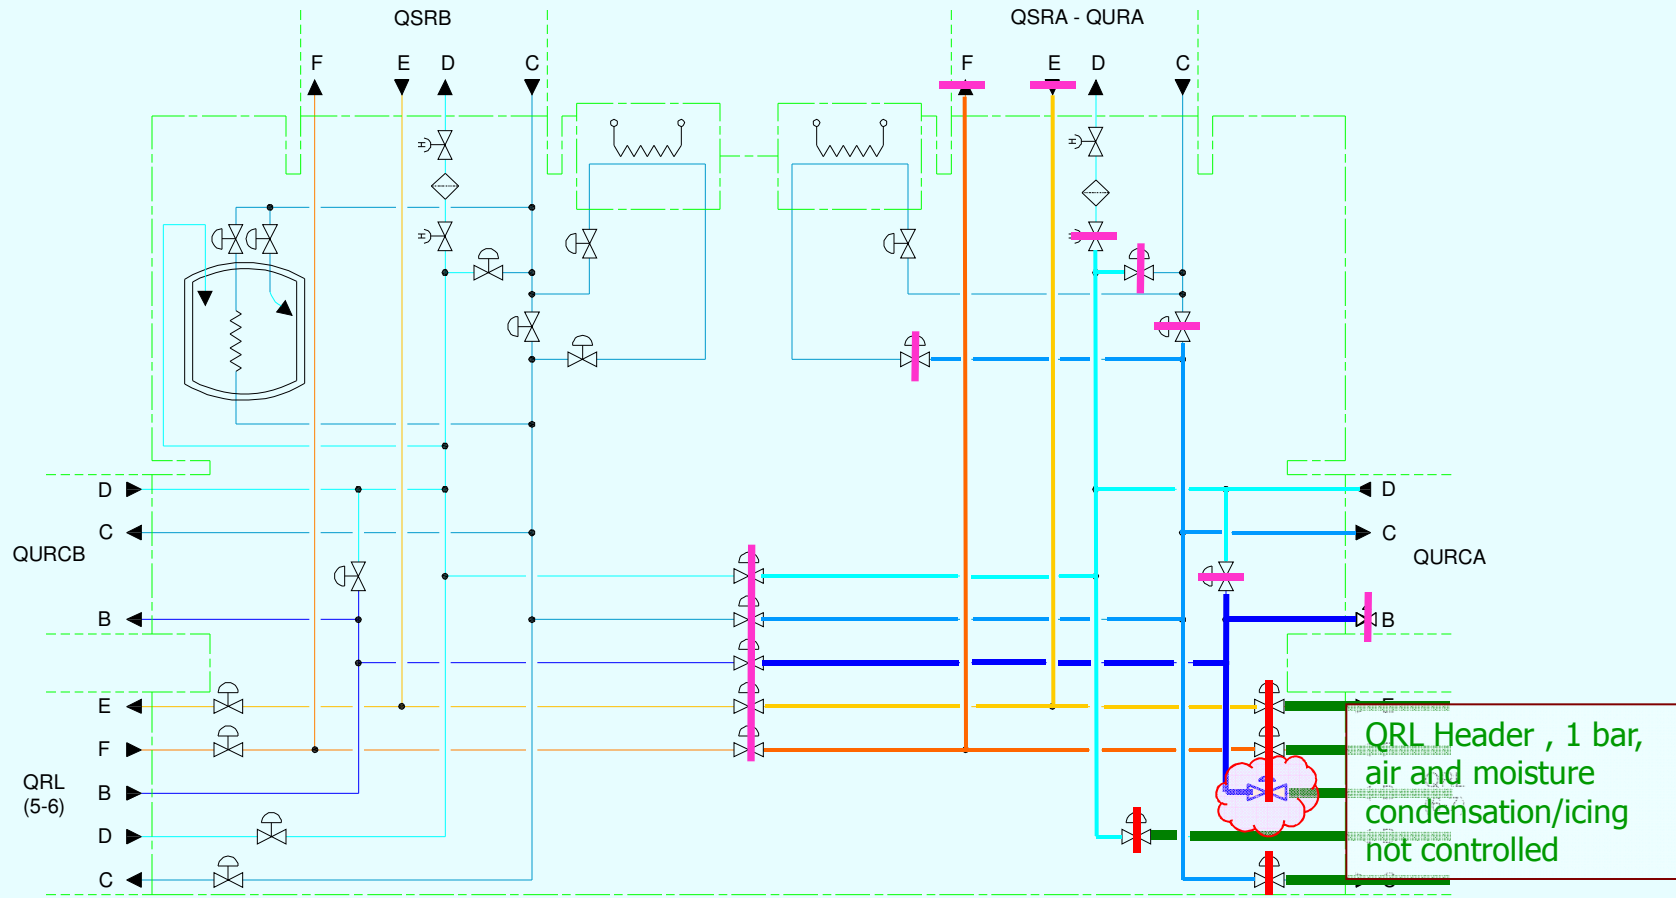 QSRB
QSRA - QURA
F E D C
F E D C
H
H
H
D
C
QURCB
B
E
F
QRL
(5-6)
B
D
C
D
C
QURCA
B
QRL Header , 1 bar,
air and moisture
condensation/icing
not controlled